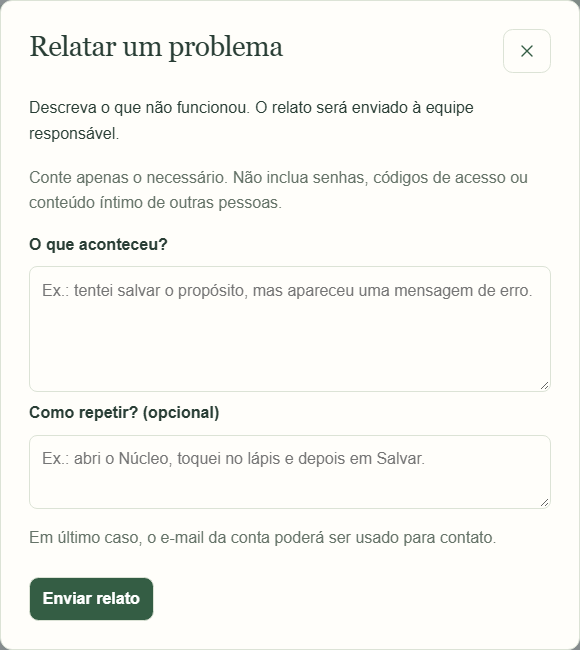 Relatar um problema
Descreva o que não funcionou. O relato será enviado à equipe
responsável.
Conte apenas o necessário. Não inclua senhas, códigos de acesso ou
conteúdo íntimo de outras pessoas.
O que aconteceu?
Ex.: tentei salvar o propósito, mas apareceu uma mensagem de erro.
Como repetir? (opcional)
Ex.: abri o Núcleo, toquei no lápis e depois em Salvar.
Em último caso, o e-mail da conta poderá ser usado para contato.
Enviar relato